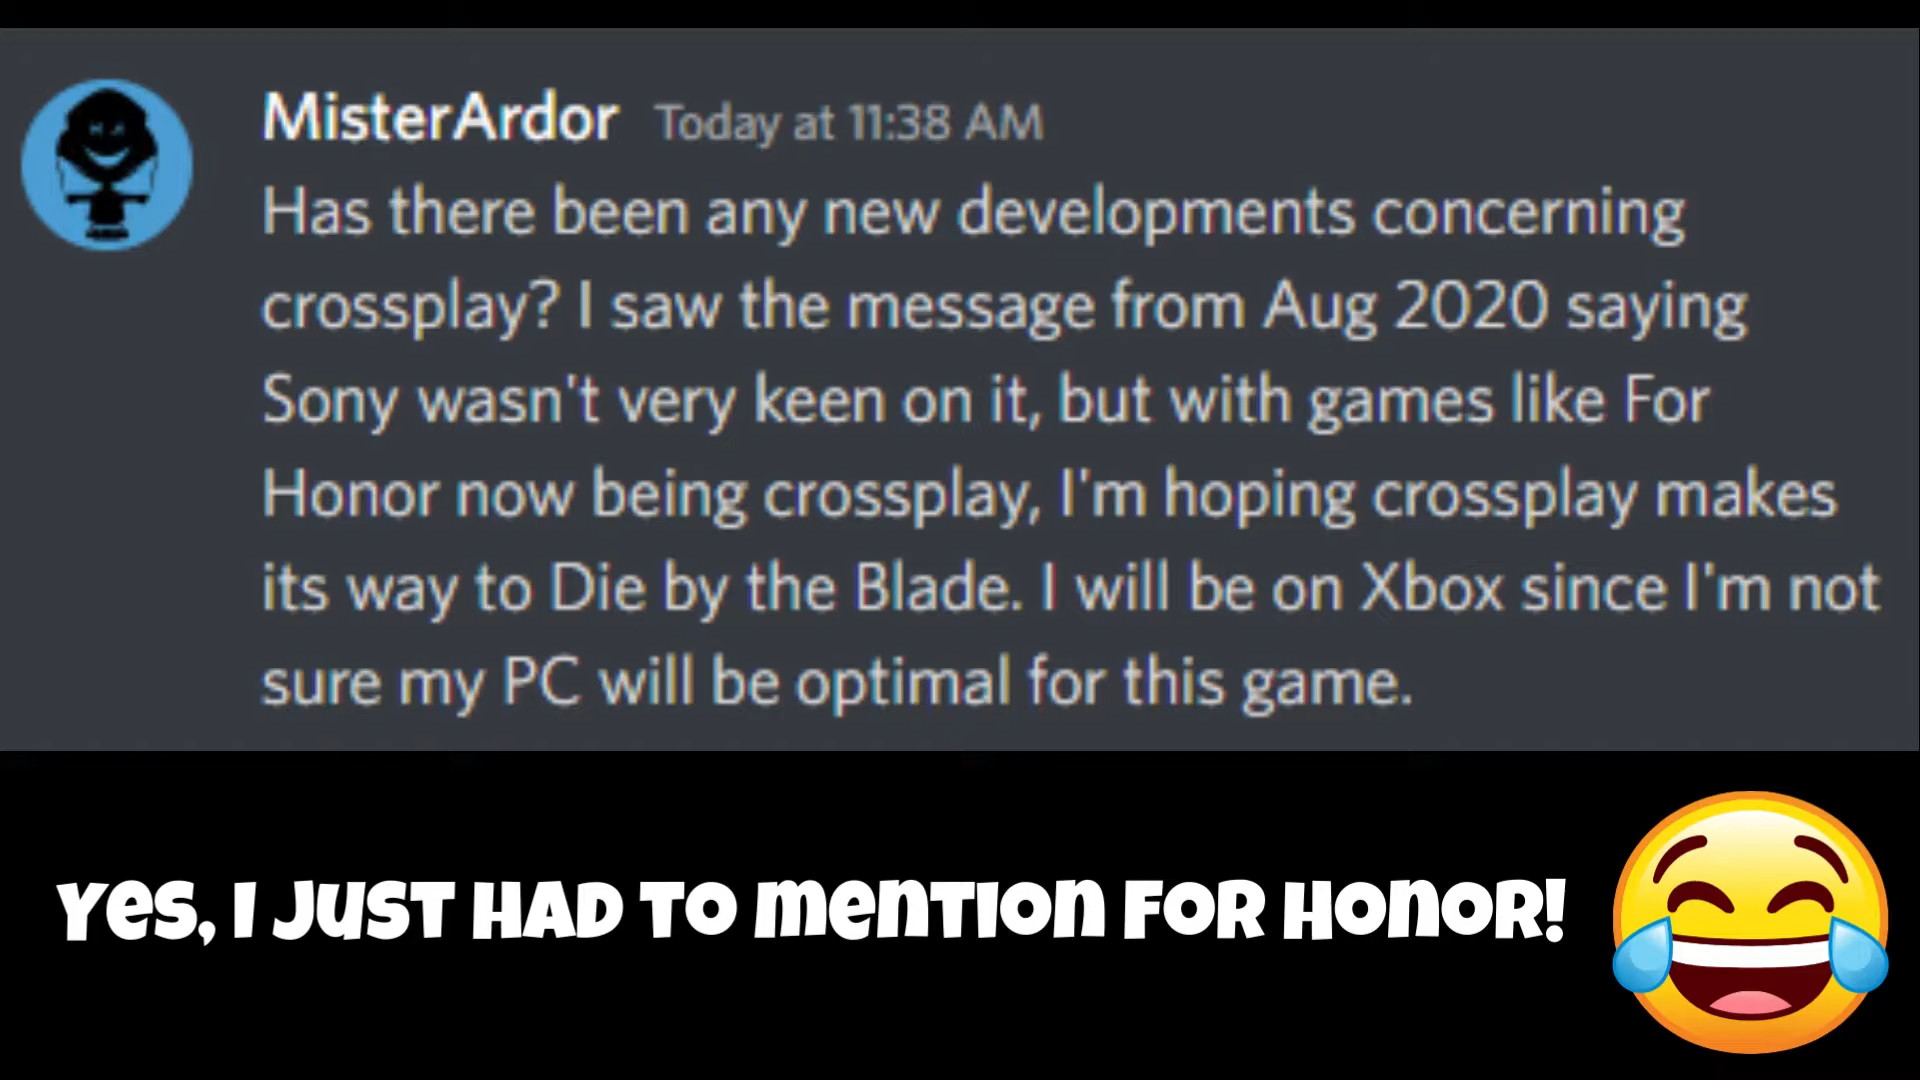 MisterArdor Today at 11:38 AM
Has there been any new developments concerning
crossplay? I saw the message from Aug 2020 saying
Sony wasn't very keen on it, but with games like For
Honor now being crossplay, I'm hoping crossplay makes
its way to Die by the Blade. I will be on Xbox since I'm not
sure my PC will be optimal for this game.
Yes, I just had to mention For Honor!